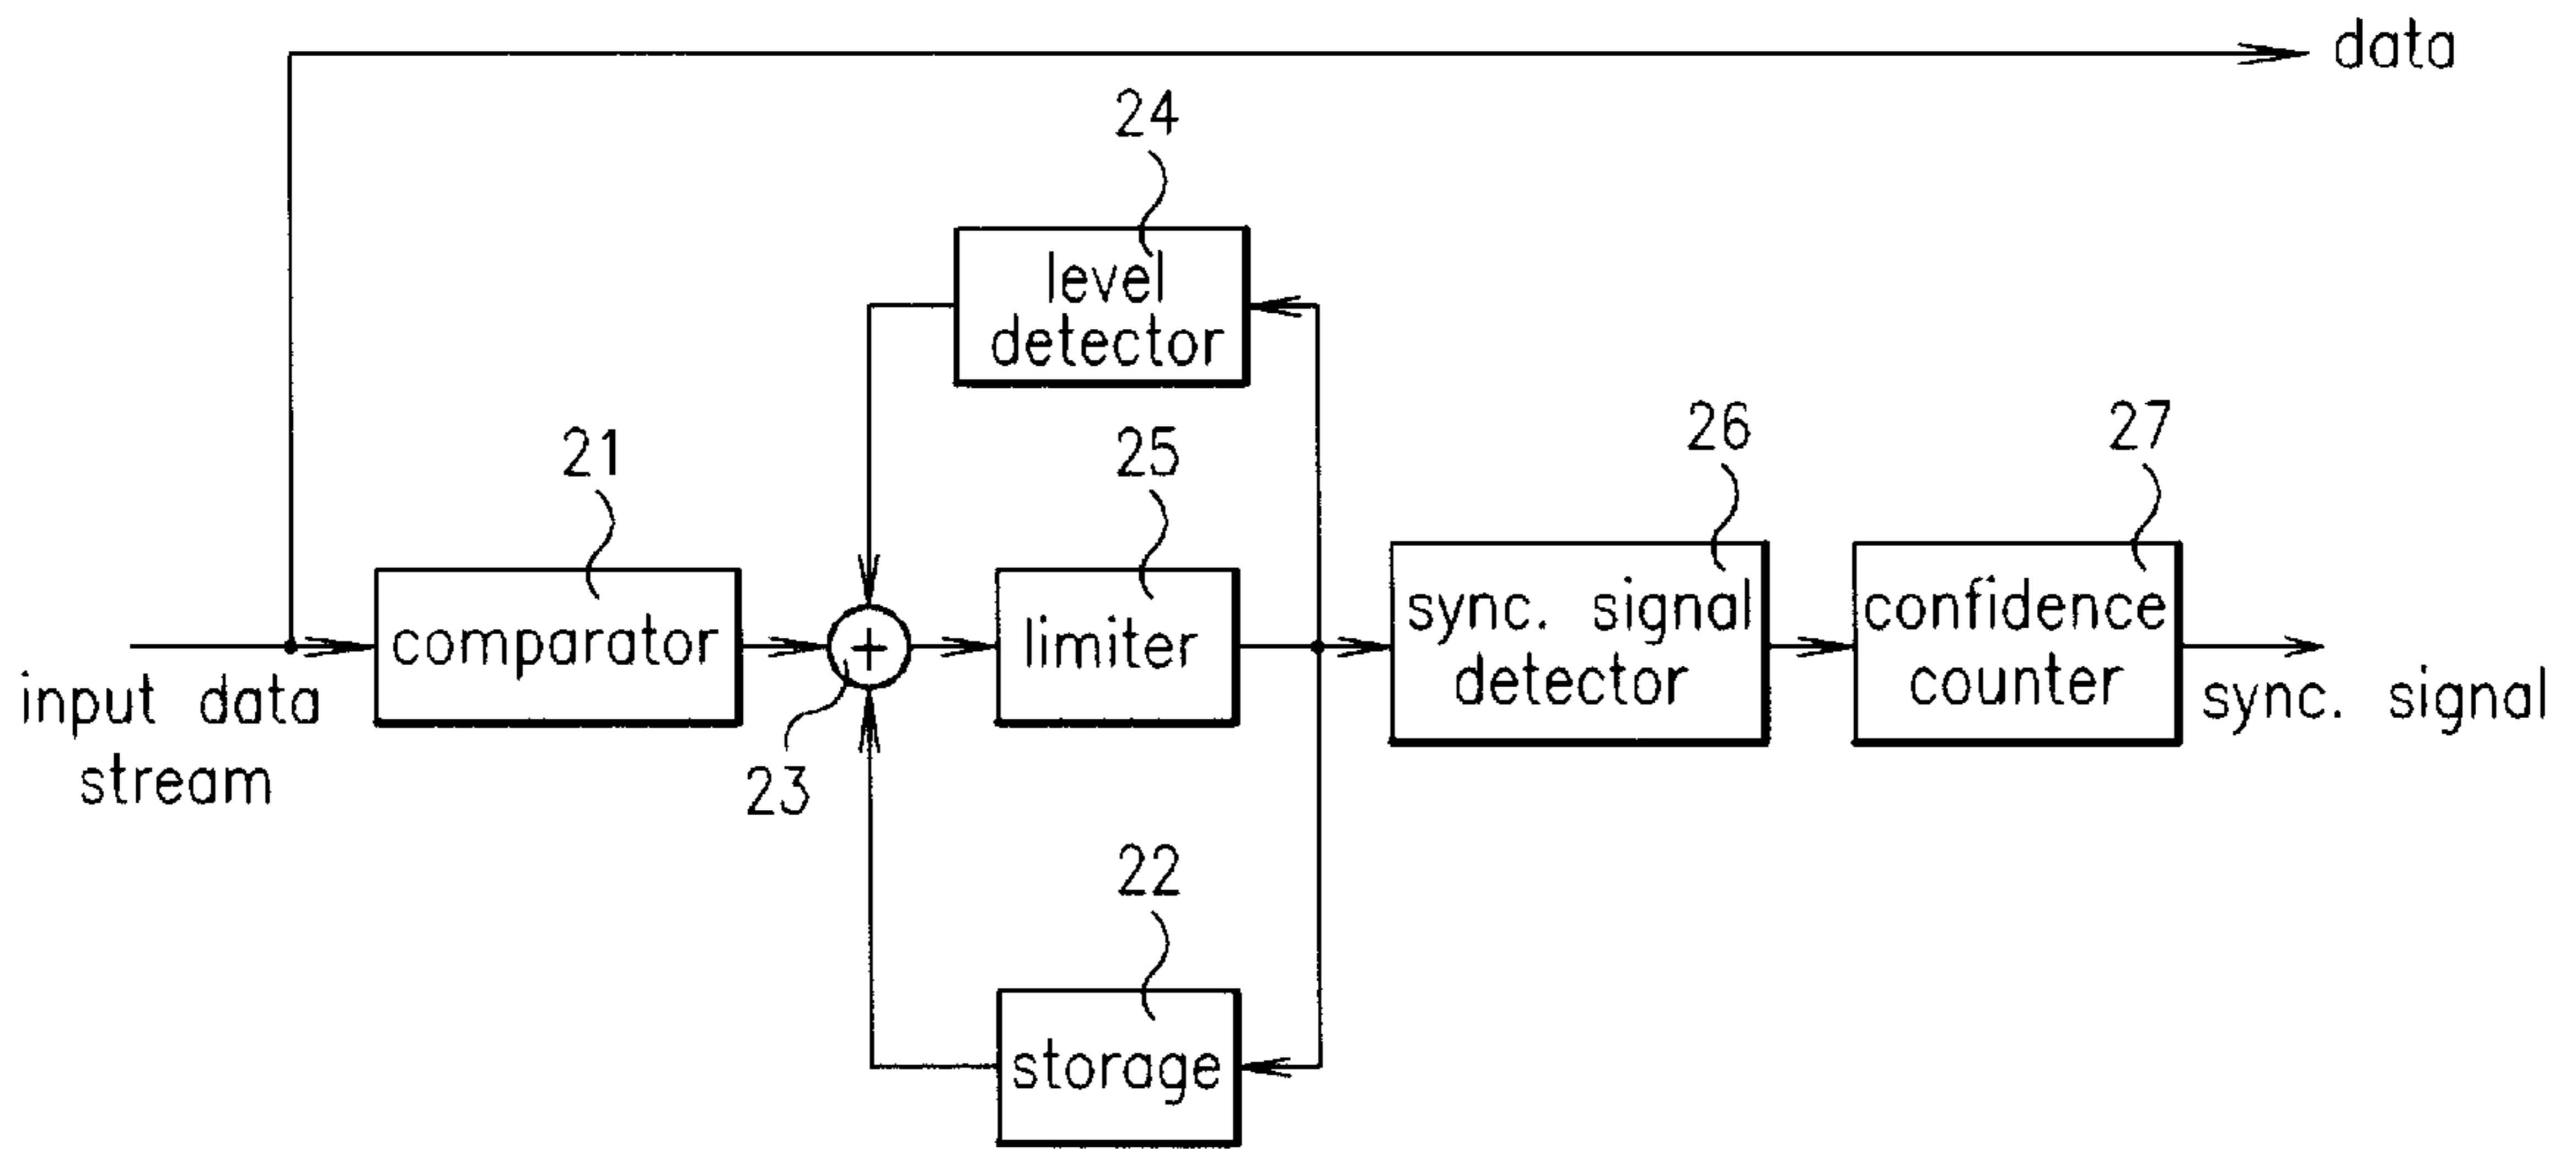 data
24
level
detector
21
25
26
27
comparator
+
limiter
sync. signal
detector
confidence
counter
input data
stream
sync. signal
23
22
storage